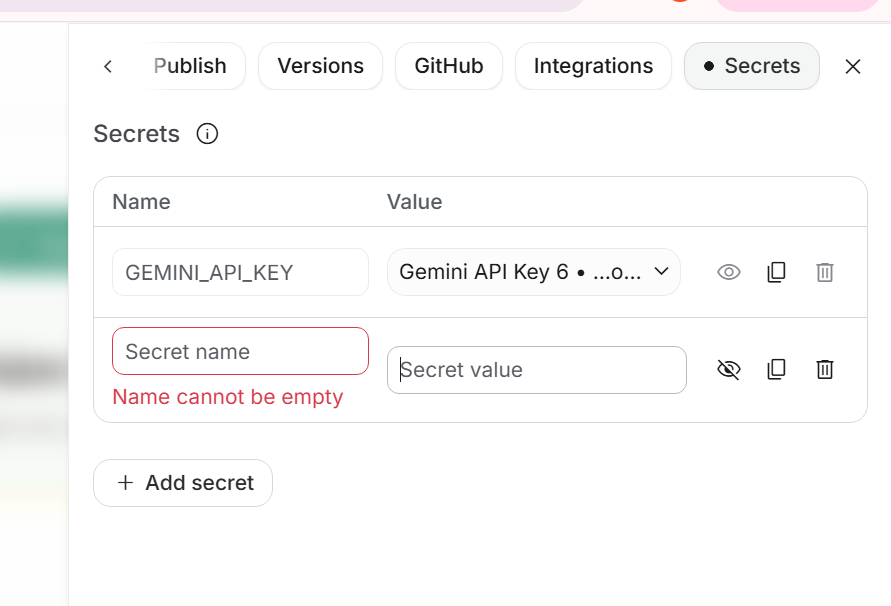 Publish Versions GitHub Integrations Secrets
Secrets
Name Value
GEMINI_API_KEY Gemini API Key 6 • ...o...
Secret name Secret value
Name cannot be empty
+ Add secret